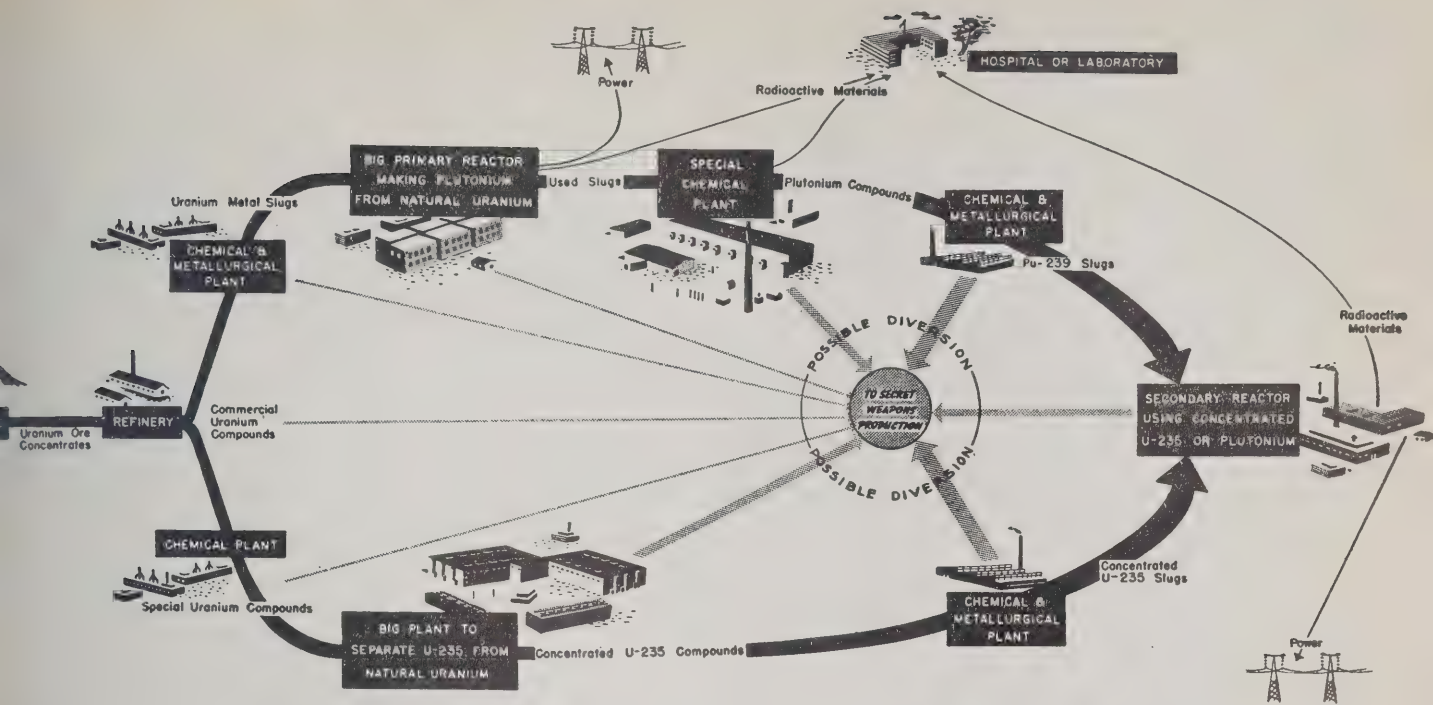 Power
HOSPITAL OR LABORATORY
Radioactive Materials
BIG PRIMARY REACTOR
MAKING PLUTONIUM
FROM NATURAL URANIUM
Used Slugs
SPECIAL
CHEMICAL
PLANT
Plutonium Compounds
CHEMICAL &
METALLURGICAL
PLANT
Pu-239 Slugs
Uranium Metal Slugs
CHEMICAL &
METALLURGICAL
PLANT
Radioactive
Materials
POSSIBLE DIVERSION
TO SECRET
WEAPONS
PRODUCTION
POSSIBLE DIVERSION
SECONDARY REACTOR
USING CONCENTRATED
U-235 OR PLUTONIUM
REFINERY
Commercial
Uranium
Compounds
Uranium Ore
Concentrates
CHEMICAL PLANT
Special Uranium Compounds
BIG PLANT TO
SEPARATE U-235 FROM
NATURAL URANIUM
Concentrated U-235 Compounds
CHEMICAL &
METALLURGICAL
PLANT
Concentrated
U-235 Slugs
Power